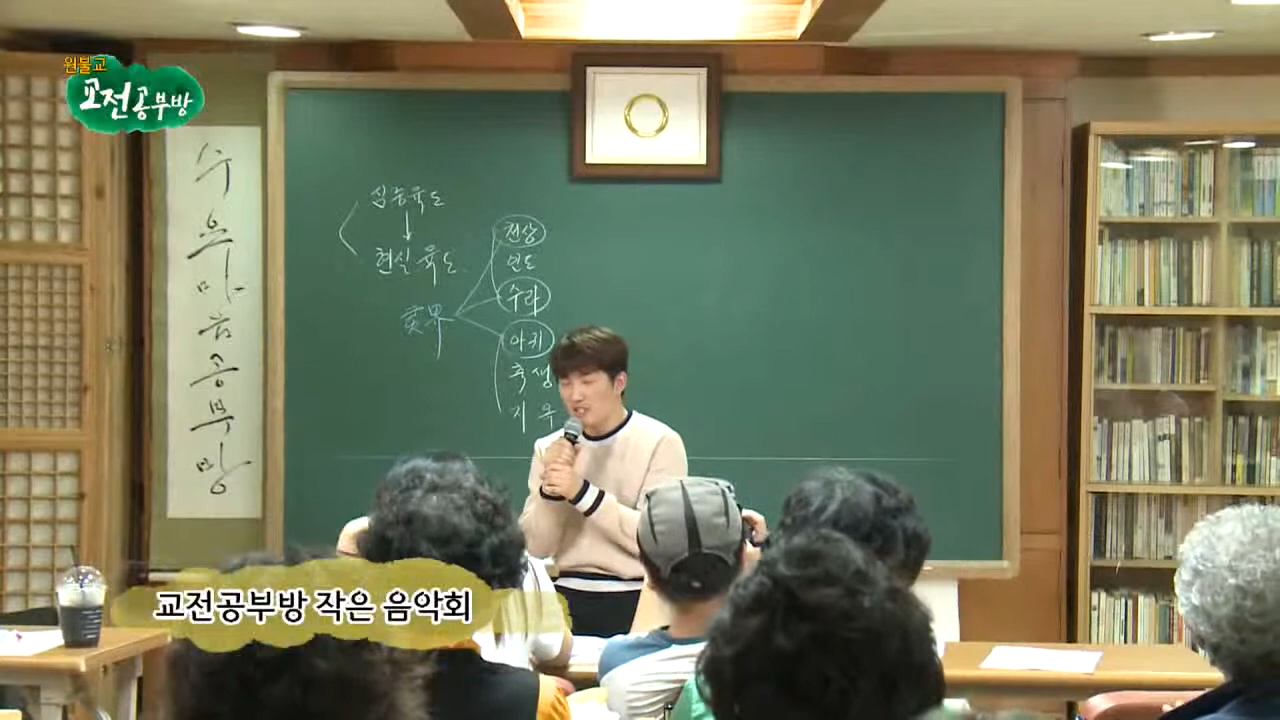 원불교
교전공부방
수
요
마
음
공
부
방
심상육도
현실 육도
천상
인도
수라
아귀
축생
지옥
교전공부방 작은 음악회